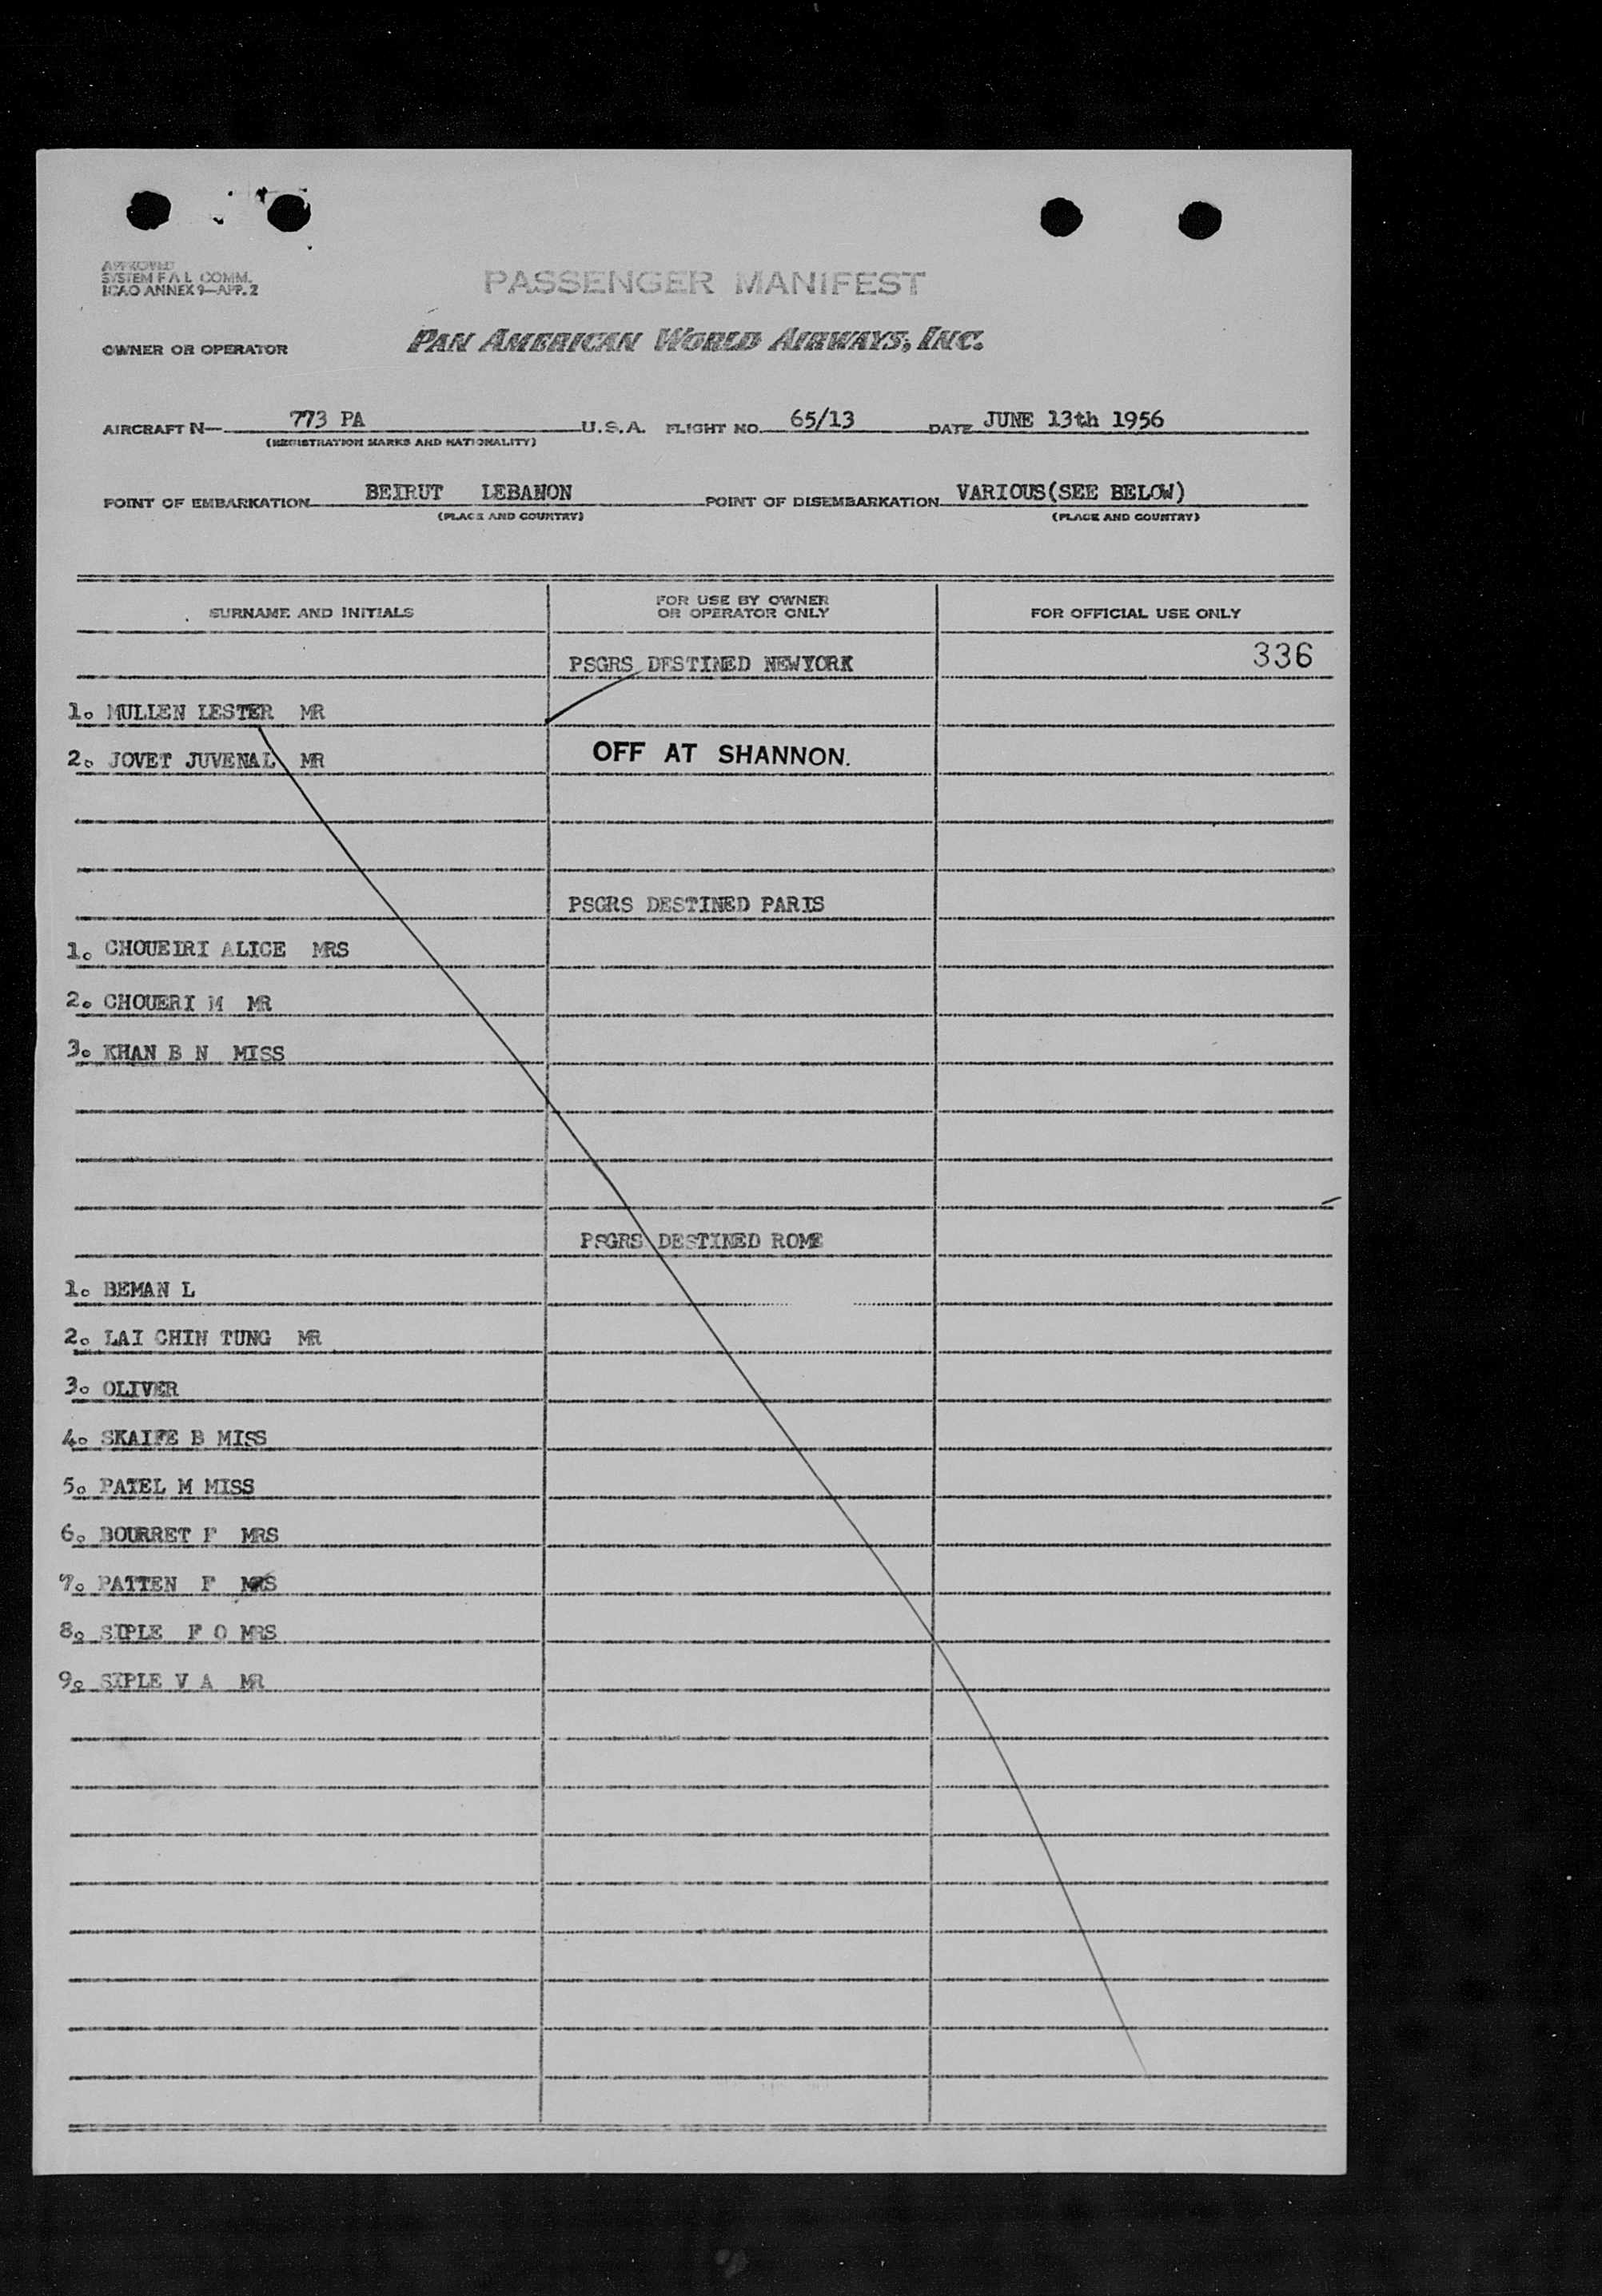 APPROVED
SYSTEM F A L COMM.
ICAO ANNEX 9—APP. 2
PASSENGER MANIFEST
OWNER OR OPERATOR
PAN AMERICAN WORLD AIRWAYS, INC.
AIRCRAFT N— 773 PA U.S.A. FLIGHT NO. 65/13 DATE JUNE 13th 1956
(REGISTRATION MARKS AND NATIONALITY)
POINT OF EMBARKATION BEIRUT LEBANON POINT OF DISEMBARKATION VARIOUS(SEE BELOW)
(PLACE AND COUNTRY) (PLACE AND COUNTRY)
SURNAME AND INITIALS
FOR USE BY OWNER
OR OPERATOR ONLY
FOR OFFICIAL USE ONLY
PSGRS DESTINED NEWYORK
336
1. MULLEN LESTER MR
2. JOVET JUVENAL MR
OFF AT SHANNON.
PSGRS DESTINED PARIS
1. CHOUEIRI ALICE MRS
2. CHOUERI M MR
3. KHAN B N MISS
PSGRS DESTINED ROME
1. BEMAN L
2. LAI CHIN TUNG MR
3. OLIVER
4. SKAIFE B MISS
5. PATEL M MISS
6. BOURRET F MRS
7. PATTEN F MRS
8. SIPLE F O MRS
9. SIPLE V A MR